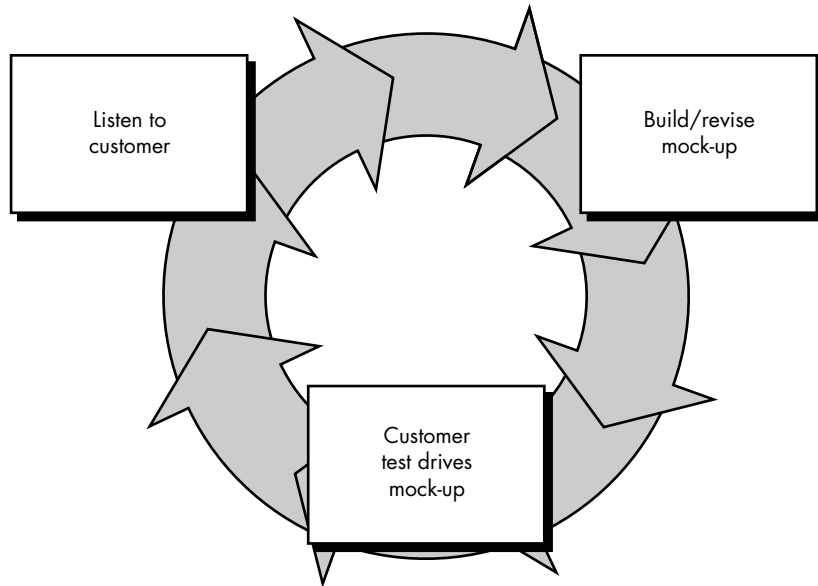 Listen to
customer
Build/revise
mock-up
Customer
test drives
mock-up